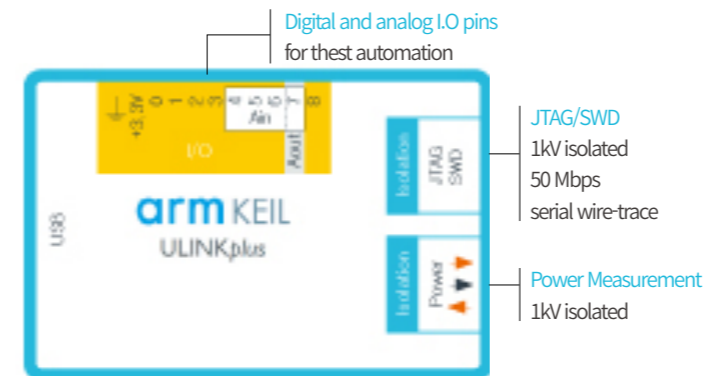 Digital and analog I.O pins
for thest automation
+3,3V 0 1 2 3 4 5 6 7 8
Ain
I/O
Aout
USB
arm KEIL
ULINKplus
Isolation
JTAG
SWD
Isolation
Power
JTAG/SWD
1kV isolated
50 Mbps
serial wire-trace
Power Measurement
1kV isolated